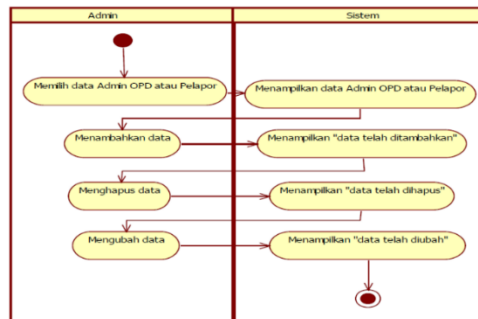 Admin
Sistem
Memilih data Admin OPD atau Pelapor
Menampilkan data Admin OPD atau Pelapor
Menambahkan data
Menampilkan "data telah ditambahkan"
Menghapus data
Menampilkan "data telah dihapus"
Mengubah data
Menampilkan "data telah diubah"